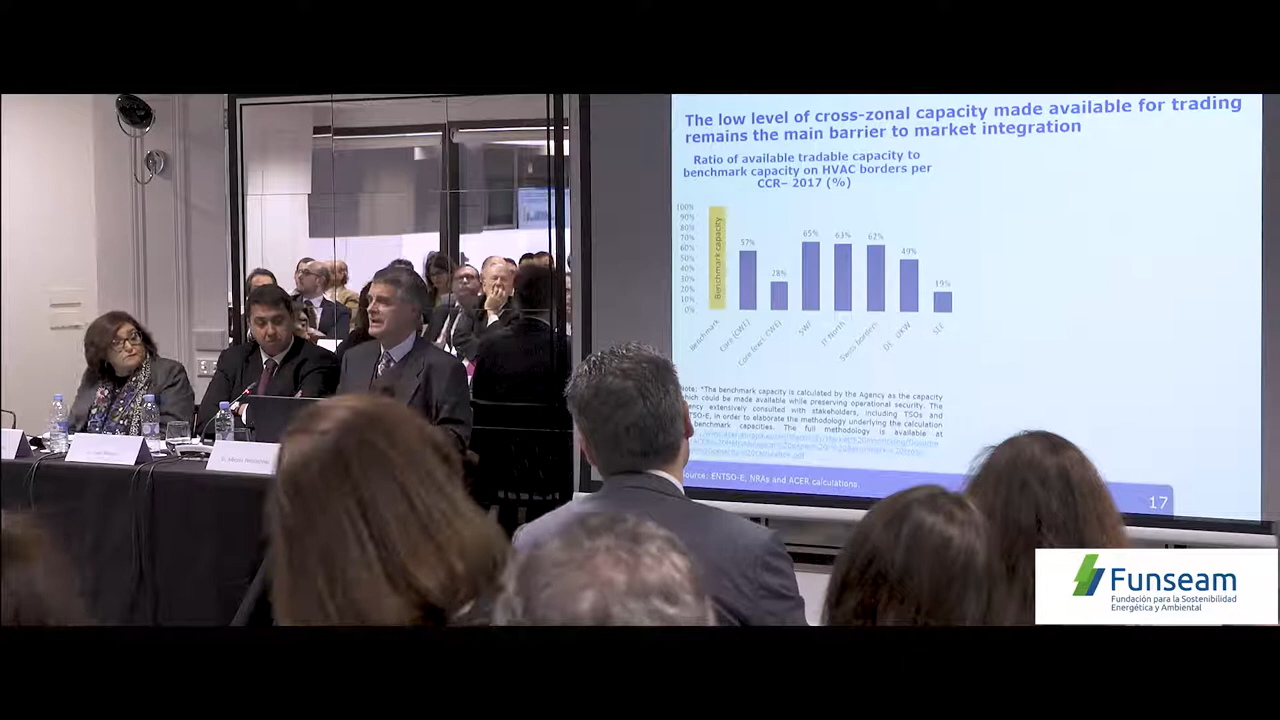 The low level of cross-zonal capacity made available for trading
remains the main barrier to market integration
Ratio of available tradable capacity to
benchmark capacity on HVAC borders per
CCR– 2017 (%)
100%
90%
80%
70%
60%
50%
40%
30%
20%
10%
0%
Benchmark capacity
57%
28%
65%
63%
62%
49%
19%
Benchmark
Core (CWE)
Core (excl. CWE)
SWE
IT North
Swiss borders
SEE
Note: *The benchmark capacity is calculated by the Agency as the capacity
which could be made available while preserving operational security. The
Agency extensively consulted with stakeholders, including TSOs and
ENTSO-E, in order to elaborate the methodology underlying the calculation
benchmark capacities. The full methodology is available at
Source: ENTSO-E, NRAs and ACER calculations.
17
Funseam
Fundación para la Sostenibilidad
Energética y Ambiental